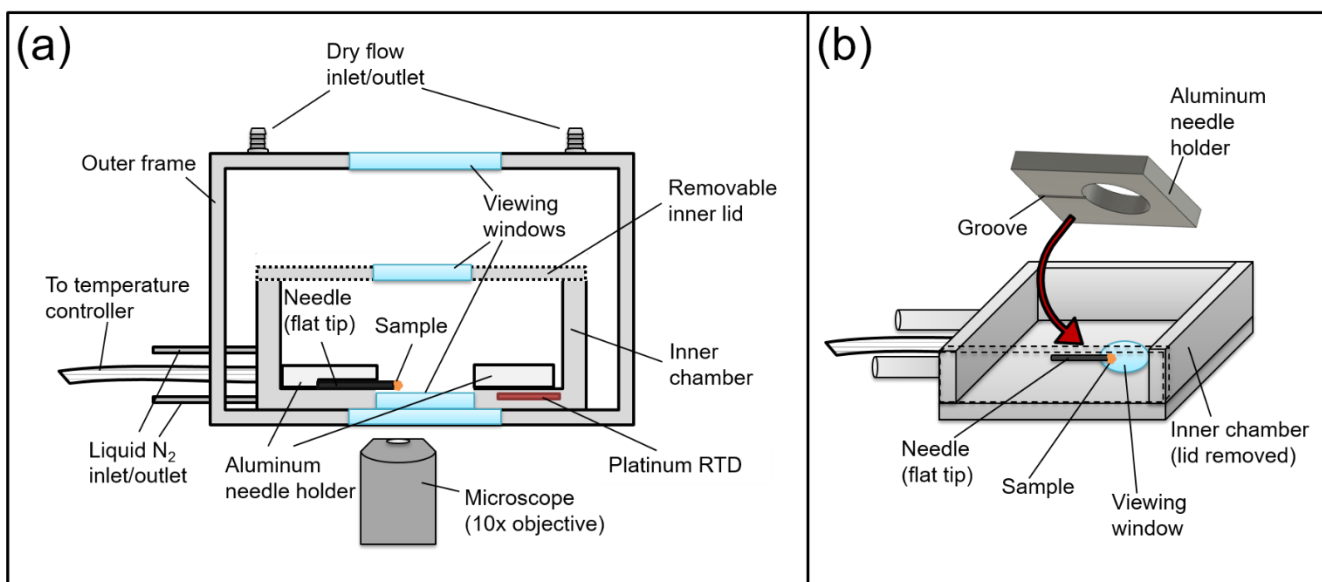 (a)
Dry flow
inlet/outlet
Outer frame
Viewing
windows
Removable
inner lid
To temperature
controller
Needle
(flat tip)
Sample
Inner
chamber
Liquid N₂
inlet/outlet
Aluminum
needle holder
Microscope
(10x objective)
Platinum RTD
(b)
Aluminum
needle
holder
Groove
Needle
(flat tip)
Sample
Viewing
window
Inner chamber
(lid removed)